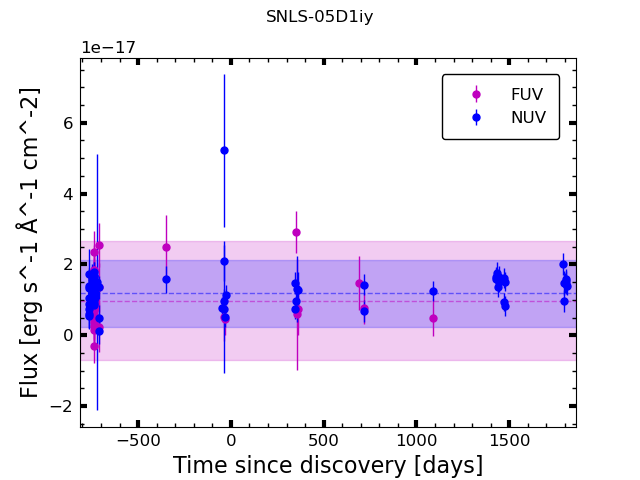 SNLS-05D1iy
1e−17
FUV
NUV
6
4
2
0
−2
Flux [erg s^-1 Å^-1 cm^-2]
−500 0 500 1000 1500
Time since discovery [days]